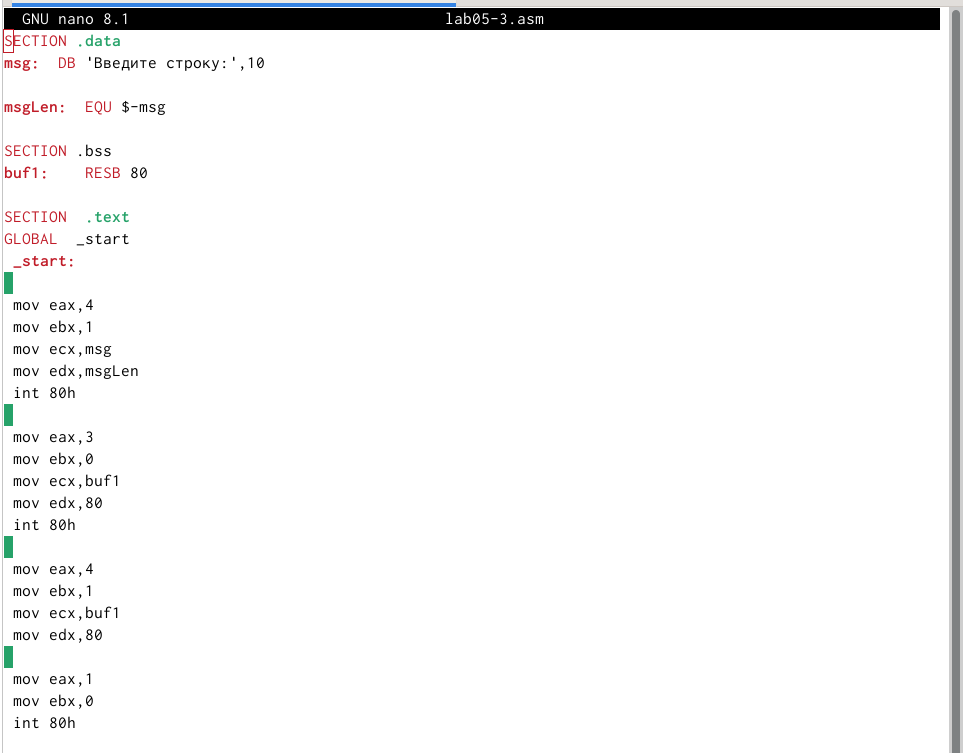 GNU nano 8.1 lab05-3.asm
SECTION .data
msg: DB 'Введите строку:',10
msgLen: EQU $-msg
SECTION .bss
buf1: RESB 80
SECTION .text
GLOBAL _start
_start:
mov eax,4
mov ebx,1
mov ecx,msg
mov edx,msgLen
int 80h
mov eax,3
mov ebx,0
mov ecx,buf1
mov edx,80
int 80h
mov eax,4
mov ebx,1
mov ecx,buf1
mov edx,80
mov eax,1
mov ebx,0
int 80h